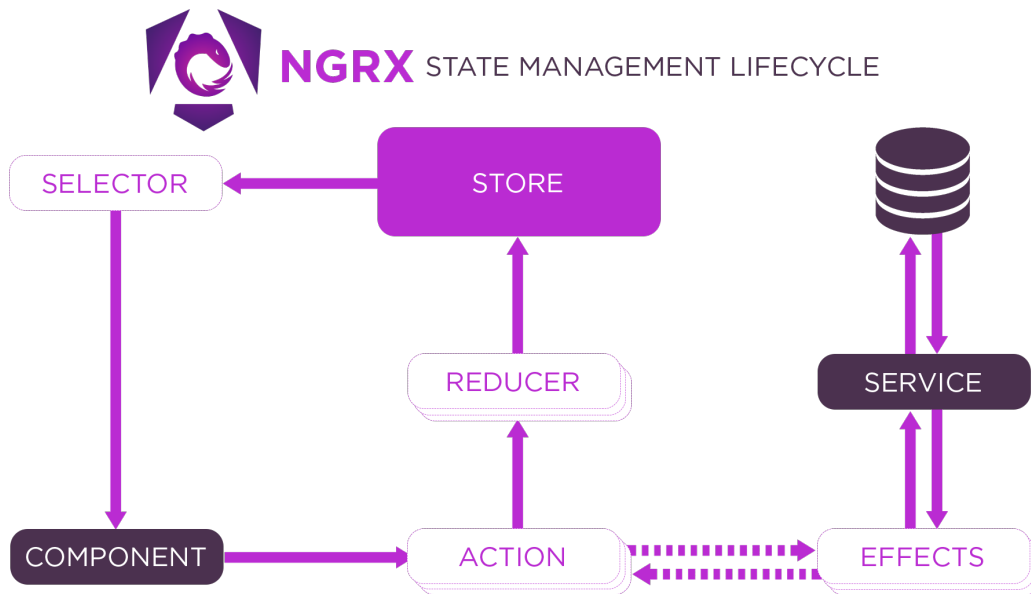 NGRX STATE MANAGEMENT LIFECYCLE
SELECTOR
STORE
REDUCER
SERVICE
COMPONENT
ACTION
EFFECTS